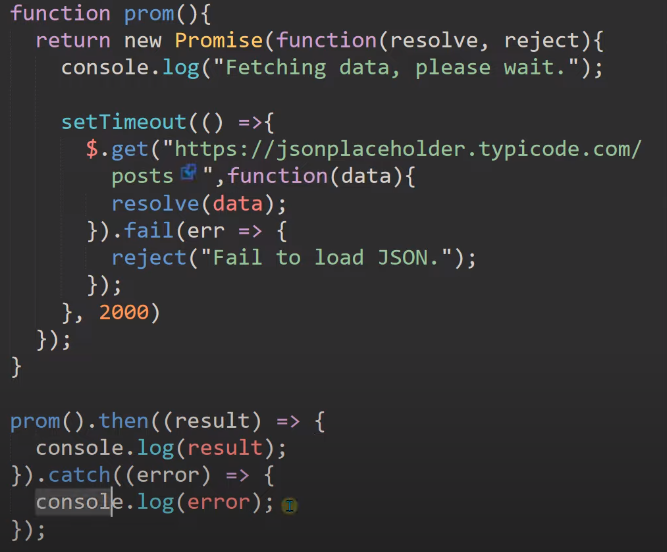 function prom(){
return new Promise(function(resolve, reject){
console.log("Fetching data, please wait.");
setTimeout(() =>{
$.get("https://jsonplaceholder.typicode.com/
posts ",function(data){
resolve(data);
}).fail(err => {
reject("Fail to load JSON.");
});
}, 2000)
});
}
prom().then((result) => {
console.log(result);
}).catch((error) => {
console.log(error);
});